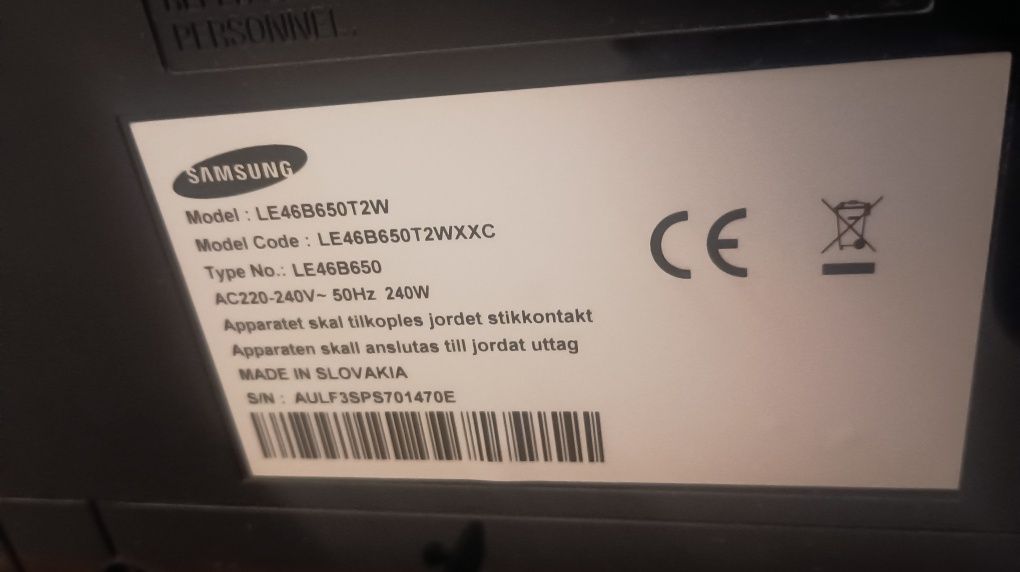 PERSONNEL.
SAMSUNG
Model : LE46B650T2W
Model Code : LE46B650T2WXXC
Type No.: LE46B650
AC220-240V~ 50Hz 240W
Apparatet skal tilkoples jordet stikkontakt
Apparaten skall anslutas till jordat uttag
MADE IN SLOVAKIA
S/N : AULF3SPS701470E
CE